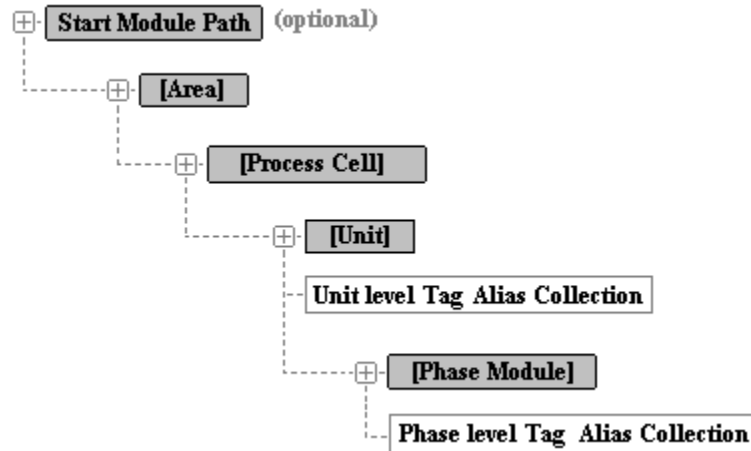 Start Module Path (optional)
[Area]
[Process Cell]
[Unit]
Unit level Tag Alias Collection
[Phase Module]
Phase level Tag Alias Collection